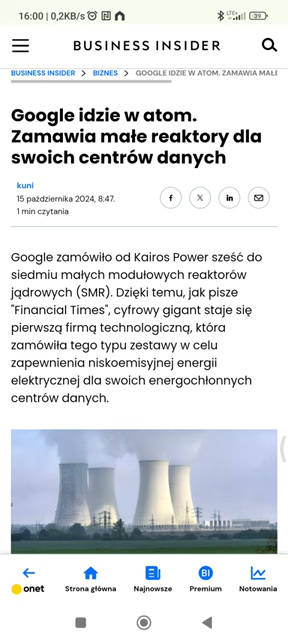 16:00 | 0,2KB/s
LTE+
39
BUSINESS INSIDER
BUSINESS INSIDER > BIZNES > GOOGLE IDZIE W ATOM. ZAMAWIA MAŁE
Google idzie w atom.
Zamawia małe reaktory dla
swoich centrów danych
kuni
15 października 2024, 8:47.
1 min czytania
Google zamówiło od Kairos Power sześć do
siedmiu małych modułowych reaktorów
jądrowych (SMR). Dzięki temu, jak pisze
"Financial Times", cyfrowy gigant staje się
pierwszą firmą technologiczną, która
zamówiła tego typu zestawy w celu
zapewnienia niskoemisyjnej energii
elektrycznej dla swoich energochłonnych
centrów danych.
BI
onet Strona główna Najnowsze Premium Notowania